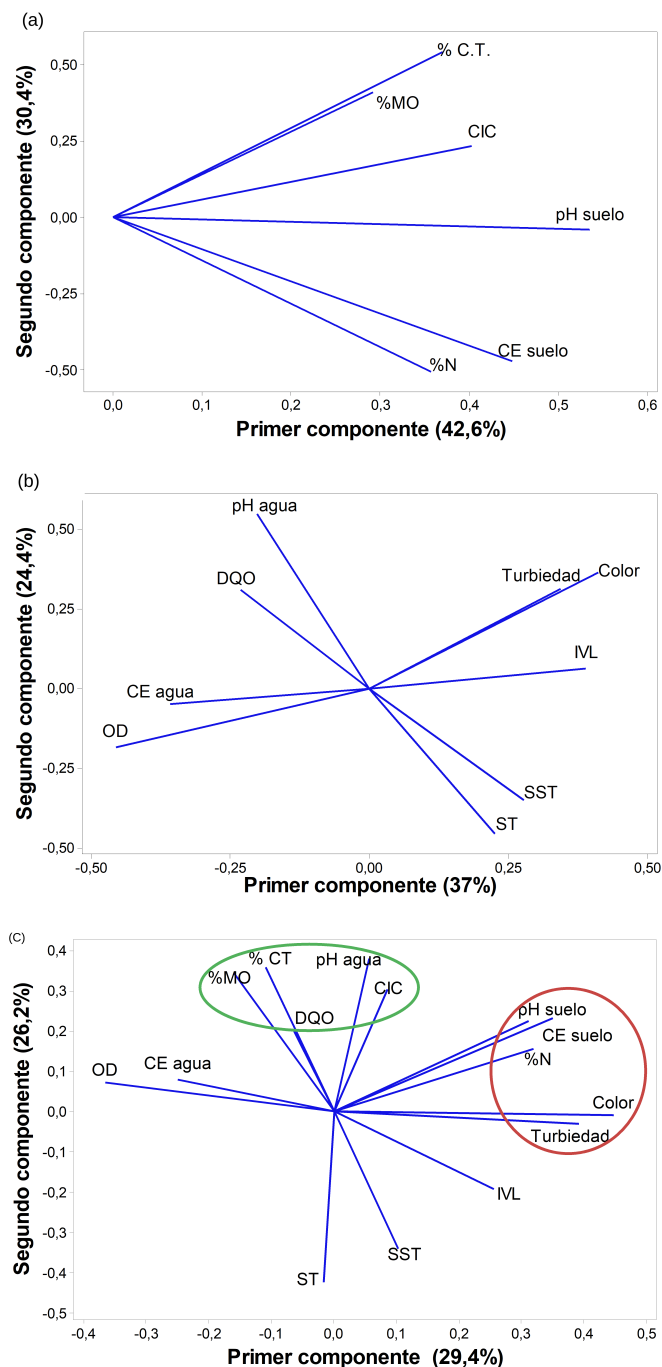 (a)
Segundo componente (30,4%)
0,50
0,25
0,00
-0,25
-0,50
% C.T.
%MO
CIC
pH suelo
CE suelo
%N
0,0
0,1
0,2
0,3
0,4
0,5
0,6
Primer componente (42,6%)
(b)
Segundo componente (24,4%)
0,50
0,25
0,00
-0,25
-0,50
pH agua
DQO
Turbiedad
Color
IVL
CE agua
OD
SST
ST
-0,50
-0,25
0,00
0,25
0,50
Primer componente (37%)
(C)
Segundo componente (26,2%)
0,4
0,3
0,2
0,1
0,0
-0,1
-0,2
-0,3
-0,4
-0,5
% CT
pH agua
%MO
CIC
DQO
pH suelo
CE suelo
%N
CE agua
OD
Color
Turbiedad
IVL
SST
ST
-0,4
-0,3
-0,2
-0,1
0,0
0,1
0,2
0,3
0,4
0,5
Primer componente (29,4%)